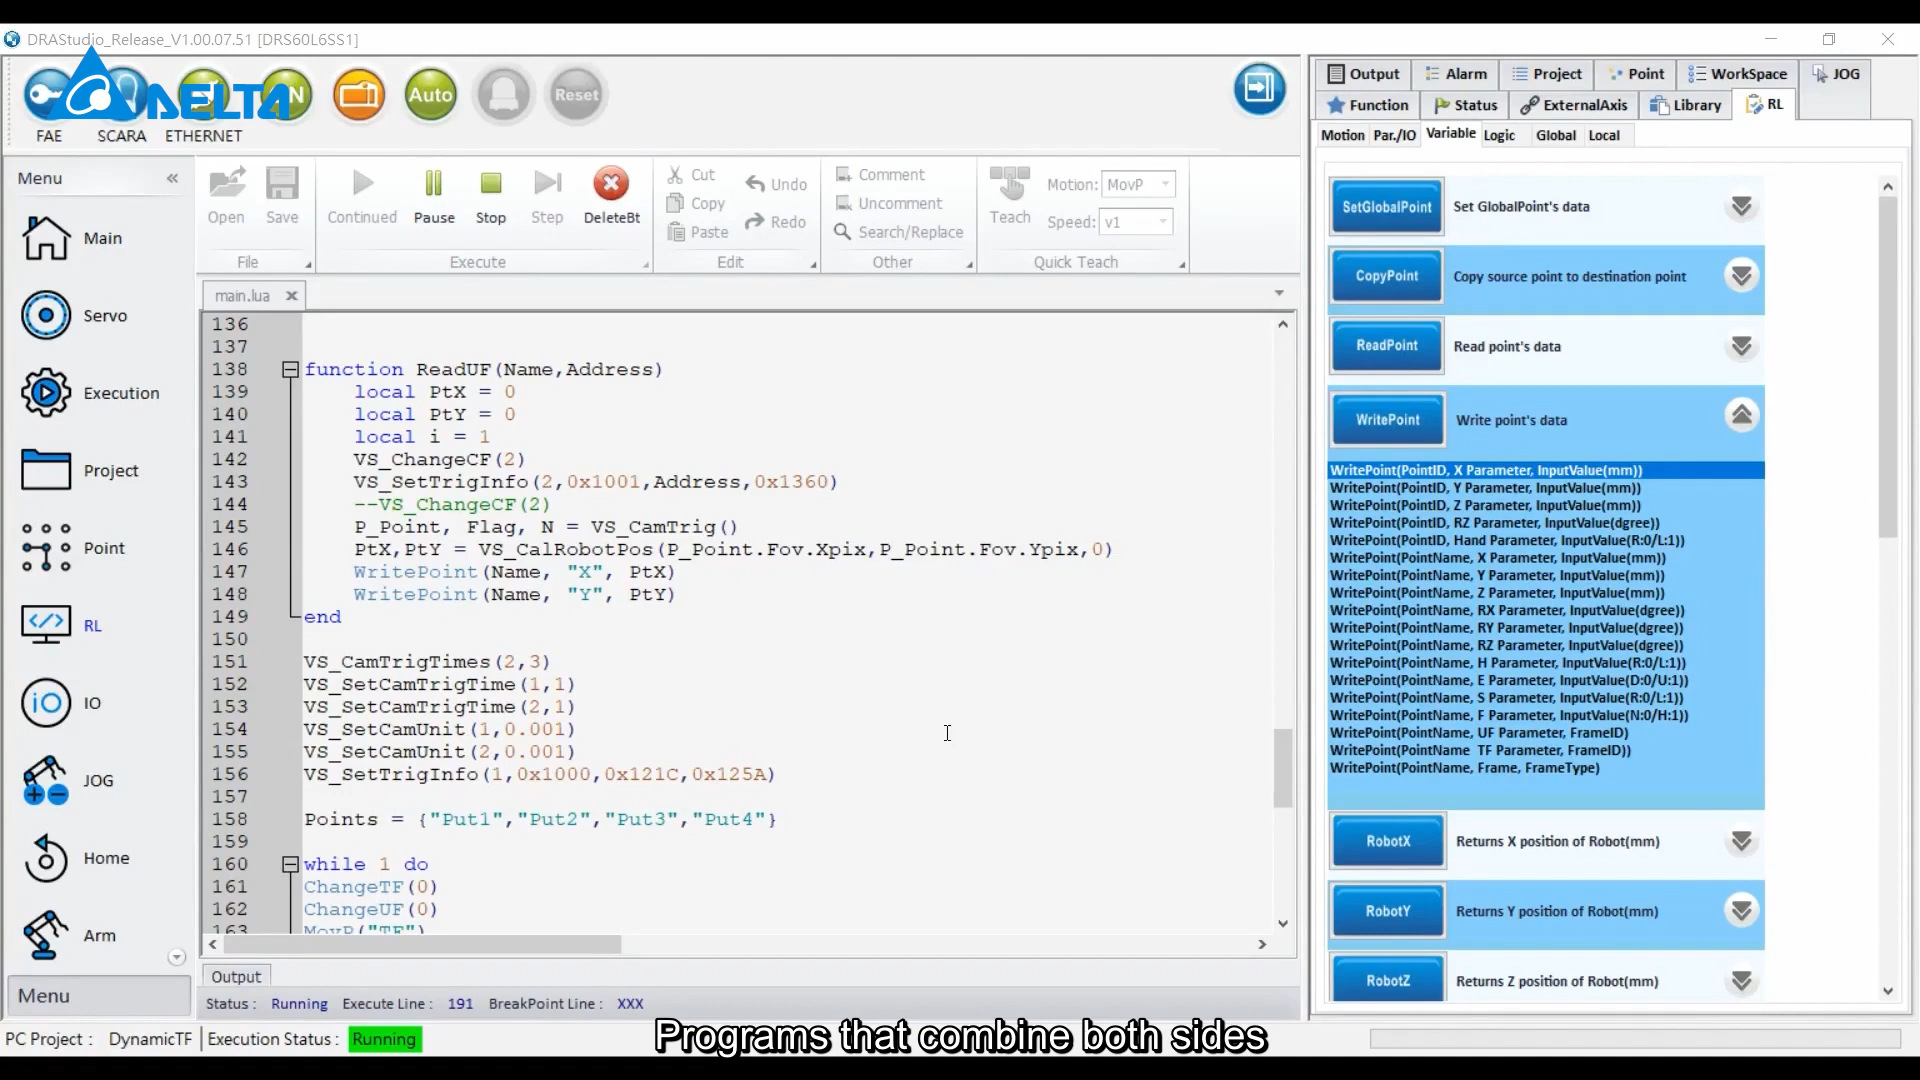 DRAStudio_Release_V1.00.07.51 [DRS60L6SS1]
DELTA
Auto
Reset
FAE SCARA ETHERNET
Output Alarm Project Point WorkSpace JOG
Function Status ExternalAxis Library RL
Motion Par./IO Variable Logic Global Local
Menu «
Main
Servo
Execution
Project
Point
RL
IO
JOG
Home
Arm
Menu
Open Save
File
Continued Pause Stop Step DeleteBt
Execute
Cut
Copy
Paste
Undo
Redo
Edit
Comment
Uncomment
Search/Replace
Other
Teach
Motion: MovP
Speed: v1
Quick Teach
main.lua
136
137
138 function ReadUF(Name,Address)
139 local PtX = 0
140 local PtY = 0
141 local i = 1
142 VS_ChangeCF(2)
143 VS_SetTrigInfo(2,0x1001,Address,0x1360)
144 --VS_ChangeCF(2)
145 P_Point, Flag, N = VS_CamTrig()
146 PtX,PtY = VS_CalRobotPos(P_Point.Fov.Xpix,P_Point.Fov.Ypix,0)
147 WritePoint(Name, "X", PtX)
148 WritePoint(Name, "Y", PtY)
149 end
150
151 VS_CamTrigTimes(2,3)
152 VS_SetCamTrigTime(1,1)
153 VS_SetCamTrigTime(2,1)
154 VS_SetCamUnit(1,0.001)
155 VS_SetCamUnit(2,0.001)
156 VS_SetTrigInfo(1,0x1000,0x121C,0x125A)
157
158 Points = {"Put1","Put2","Put3","Put4"}
159
160 while 1 do
161 ChangeTF(0)
162 ChangeUF(0)
163 MovP("TF")
Output
Status : Running Execute Line : 191 BreakPoint Line : XXX
PC Project : DynamicTF Execution Status : Running
SetGlobalPoint Set GlobalPoint's data
CopyPoint Copy source point to destination point
ReadPoint Read point's data
WritePoint Write point's data
WritePoint(PointID, X Parameter, InputValue(mm))
WritePoint(PointID, Y Parameter, InputValue(mm))
WritePoint(PointID, Z Parameter, InputValue(mm))
WritePoint(PointID, RZ Parameter, InputValue(dgree))
WritePoint(PointID, Hand Parameter, InputValue(R:0/L:1))
WritePoint(PointName, X Parameter, InputValue(mm))
WritePoint(PointName, Y Parameter, InputValue(mm))
WritePoint(PointName, Z Parameter, InputValue(mm))
WritePoint(PointName, RX Parameter, InputValue(dgree))
WritePoint(PointName, RY Parameter, InputValue(dgree))
WritePoint(PointName, RZ Parameter, InputValue(dgree))
WritePoint(PointName, H Parameter, InputValue(R:0/L:1))
WritePoint(PointName, E Parameter, InputValue(D:0/U:1))
WritePoint(PointName, S Parameter, InputValue(R:0/L:1))
WritePoint(PointName, F Parameter, InputValue(N:0/H:1))
WritePoint(PointName, UF Parameter, FrameID)
WritePoint(PointName TF Parameter, FrameID))
WritePoint(PointName, Frame, FrameType)
RobotX Returns X position of Robot(mm)
RobotY Returns Y position of Robot(mm)
RobotZ Returns Z position of Robot(mm)
Programs that combine both sides